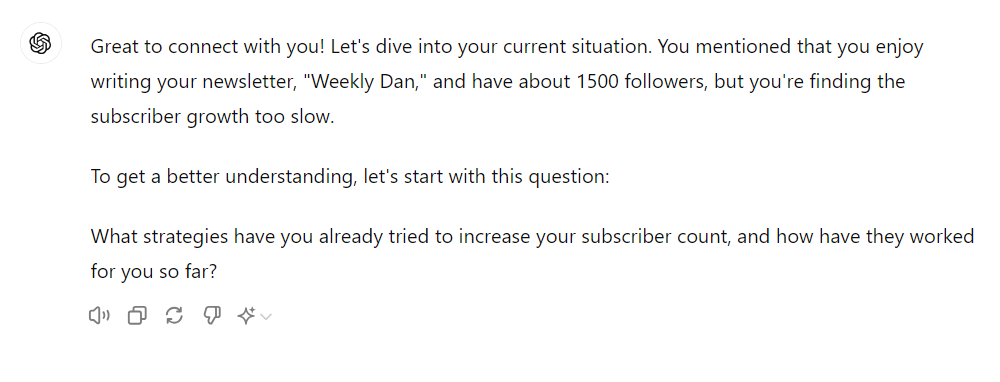 Great to connect with you! Let's dive into your current situation. You mentioned that you enjoy
writing your newsletter, "Weekly Dan," and have about 1500 followers, but you're finding the
subscriber growth too slow.
To get a better understanding, let's start with this question:
What strategies have you already tried to increase your subscriber count, and how have they worked
for you so far?